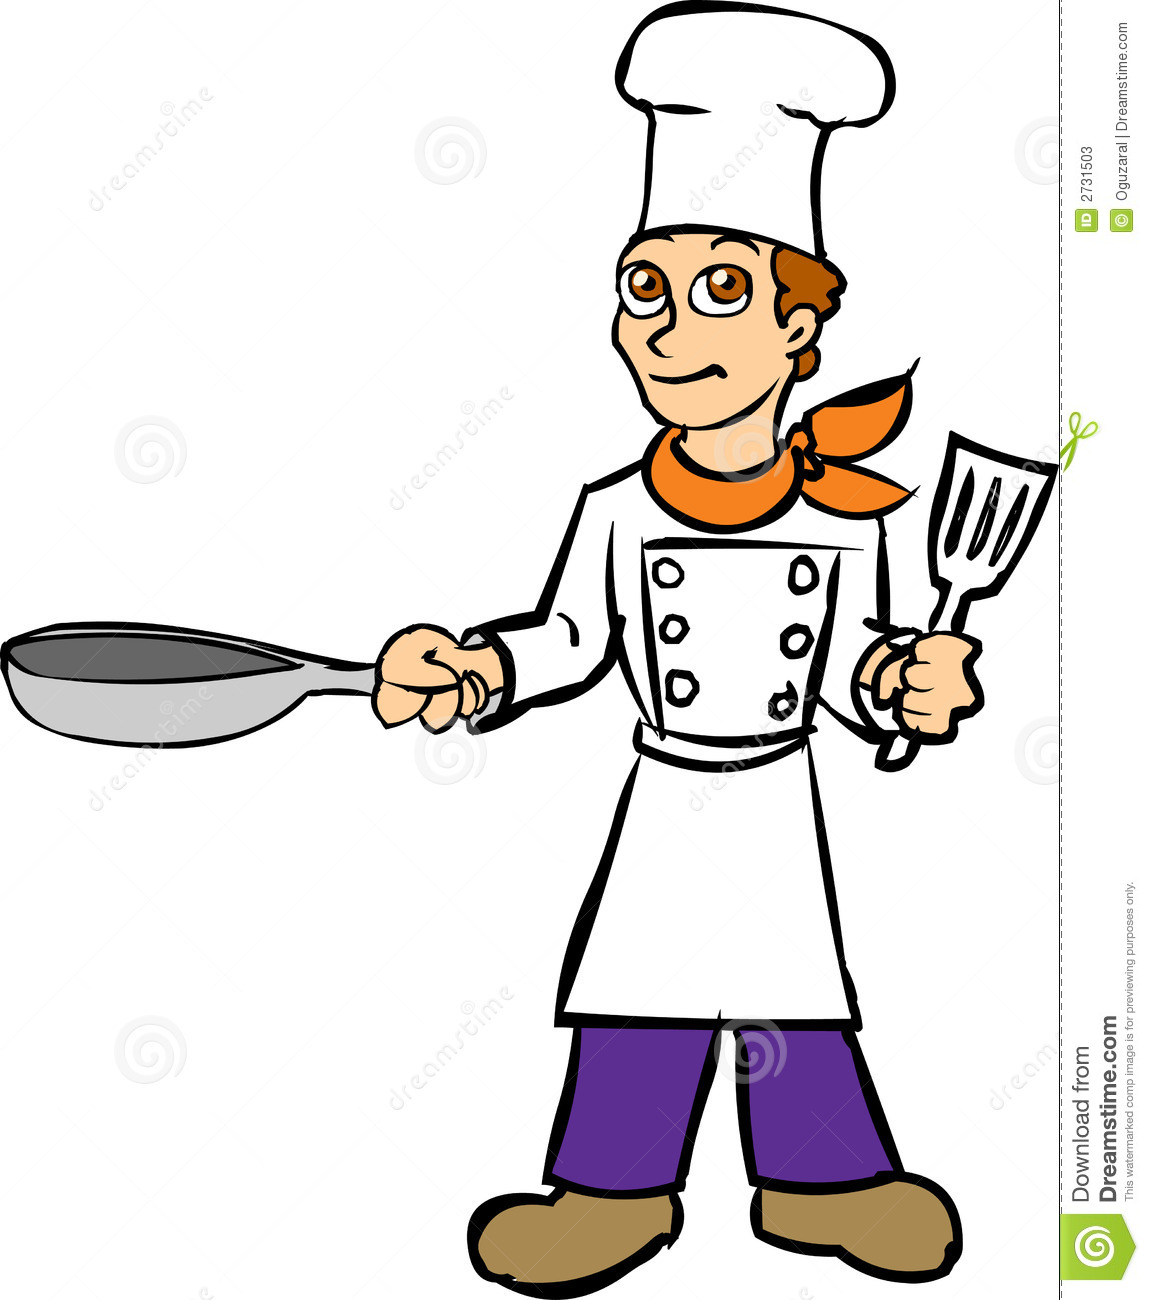 ID 2731503
© Oguzaral | Dreamstime.com
Download from
Dreamstime.com
This watermarked comp image is for previewing purposes only.
dreamstime
dreamstime
dreamstime
dreamstime
dreamstime
dreamstime
dreamstime
dreamstime